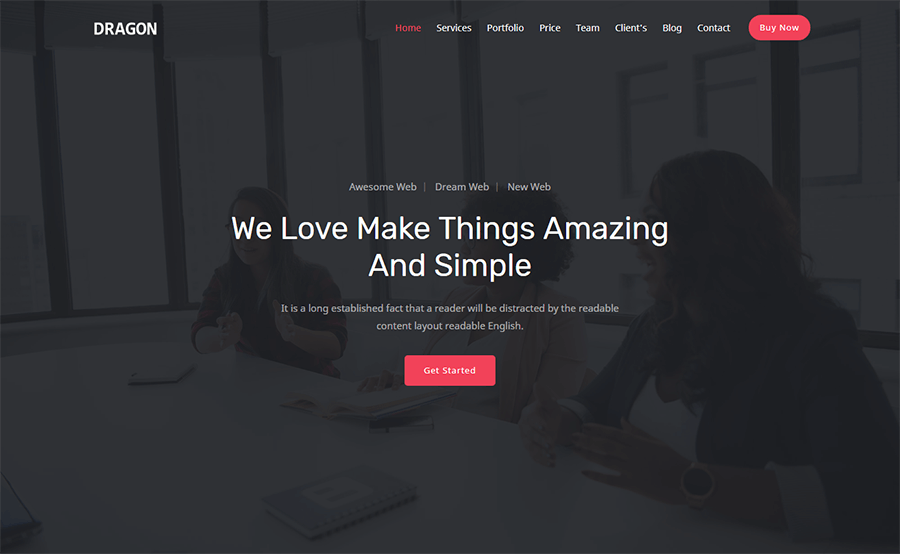 DRAGON
Home Services Portfolio Price Team Client's Blog Contact Buy Now
Awesome Web | Dream Web | New Web
We Love Make Things Amazing
And Simple
It is a long established fact that a reader will be distracted by the readable
content layout readable English.
Get Started